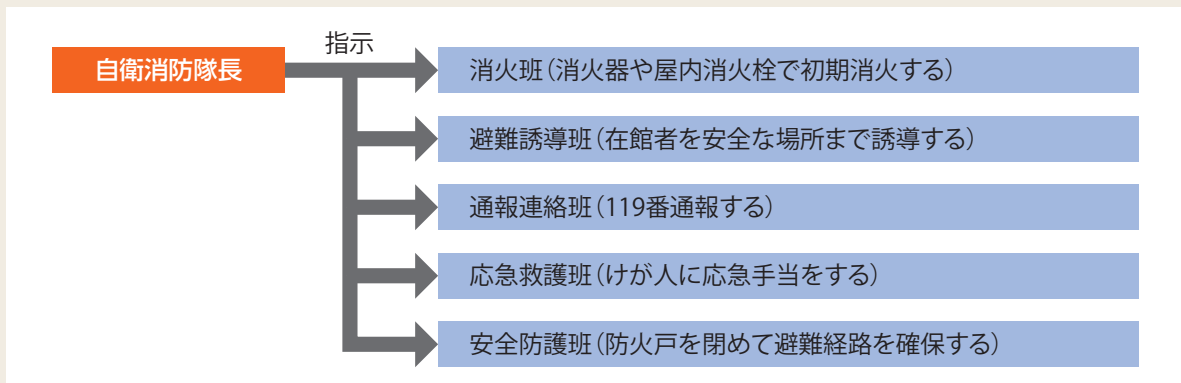 指示
自衛消防隊長
消火班（消火器や屋内消火栓で初期消火する）
避難誘導班（在館者を安全な場所まで誘導する）
通報連絡班（119番通報する）
応急救護班（けが人に応急手当をする）
安全防護班（防火戸を閉めて避難経路を確保する）